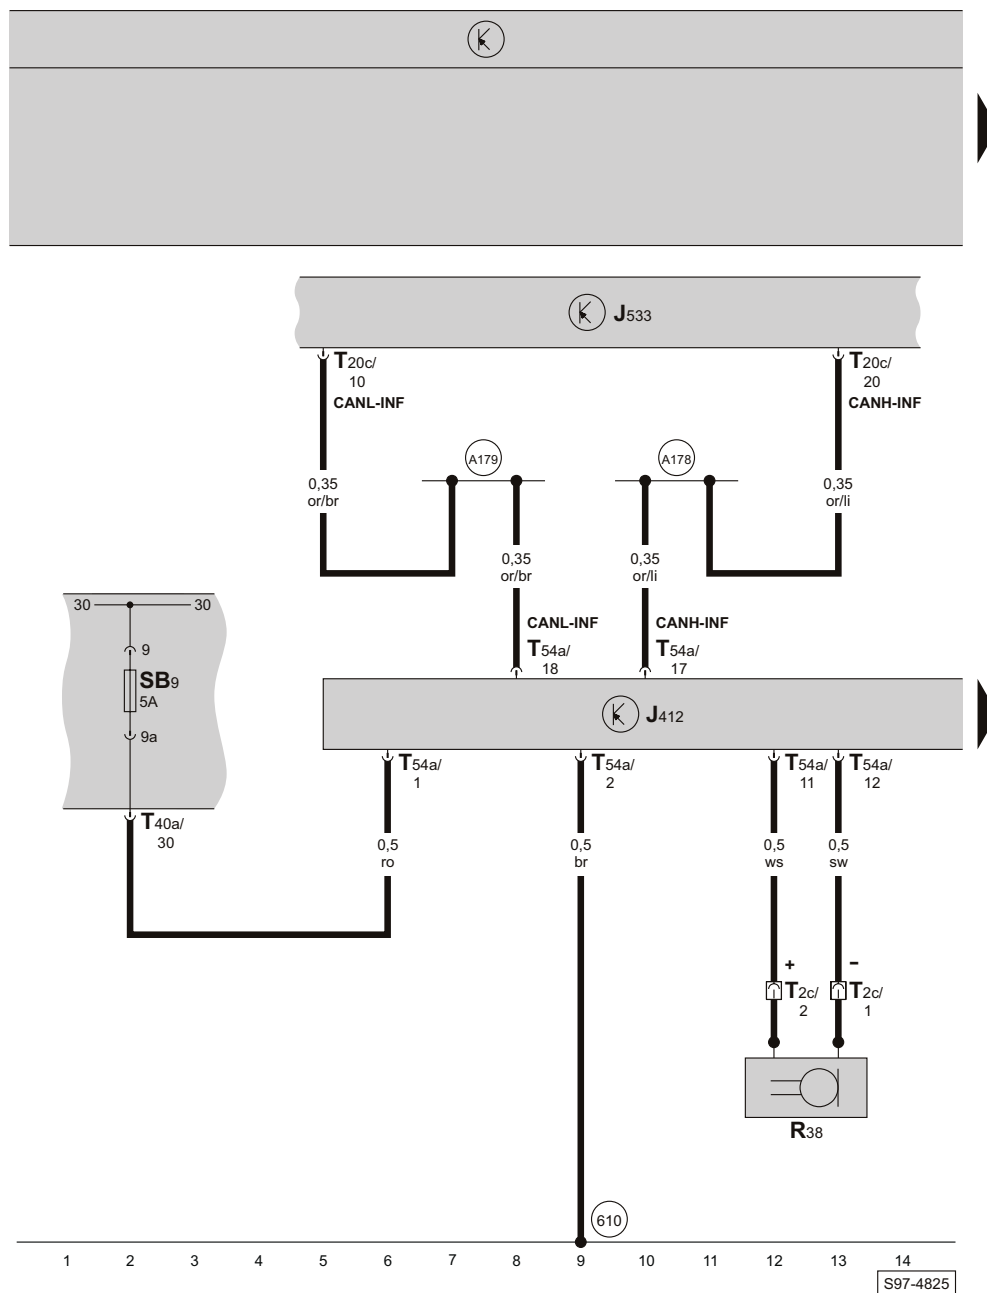 J533
T20c/
10
CANL-INF
T20c/
20
CANH-INF
A179
A178
0,35
or/br
0,35
or/li
0,35
or/br
0,35
or/li
30
30
9
SB9
5A
9a
CANL-INF
T54a/
18
CANH-INF
T54a/
17
J412
T54a/
1
T54a/
2
T54a/
11
T54a/
12
T40a/
30
0,5
ro
0,5
br
0,5
ws
0,5
sw
+
T2c/
2
-
T2c/
1
R38
610
1 2 3 4 5 6 7 8 9 10 11 12 13 14
S97-4825